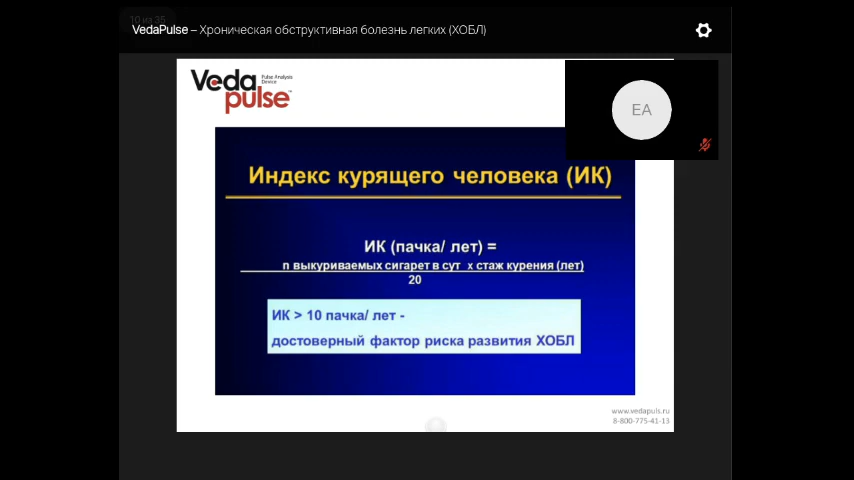 10 из 35
VedaPulse – Хроническая обструктивная болезнь легких (ХОБЛ)
Veda pulse
Pulse Analysis
Device
EA
Индекс курящего человека (ИК)
ИК (пачка/ лет) =
n выкуриваемых сигарет в сут x стаж курения (лет)
20
ИК > 10 пачка/ лет -
достоверный фактор риска развития ХОБЛ
www.vedapuls.ru
8-800-775-41-13